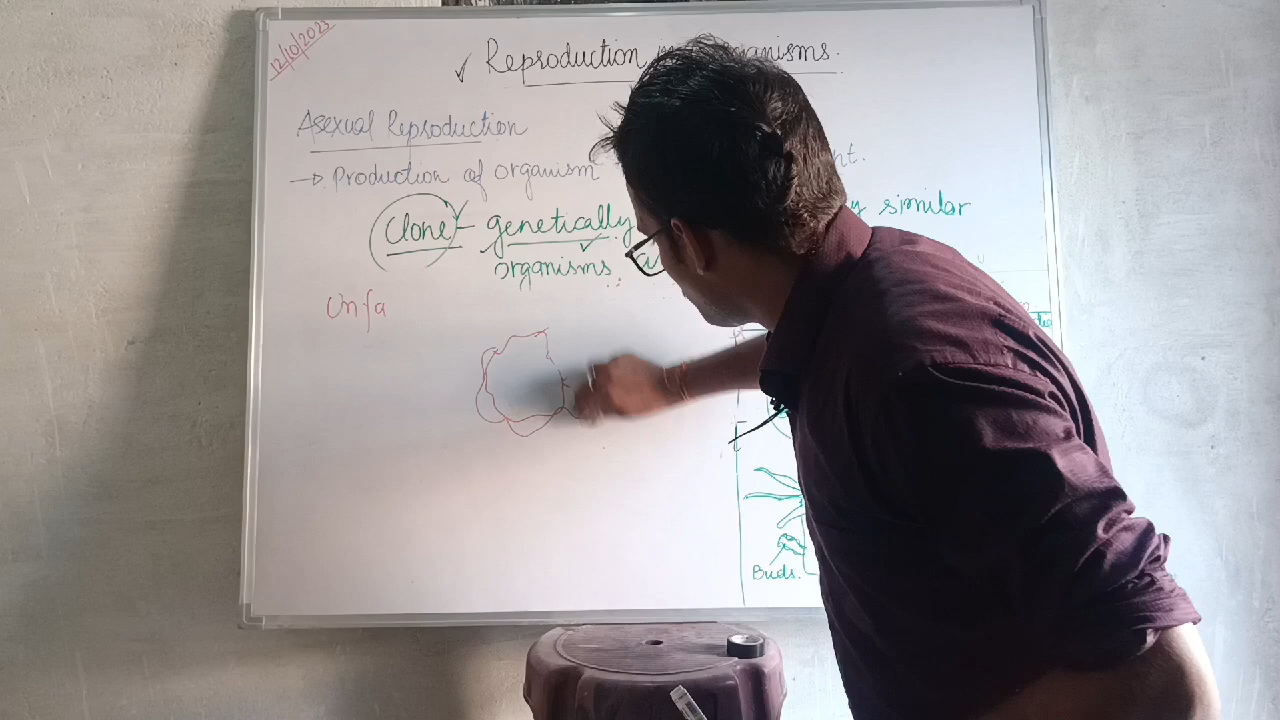 12/10/2023
Reproduction in organisms.
Asexual Reproduction
→ Production of organism
Clone - genetically similar
organisms.
Unfa
Buds.